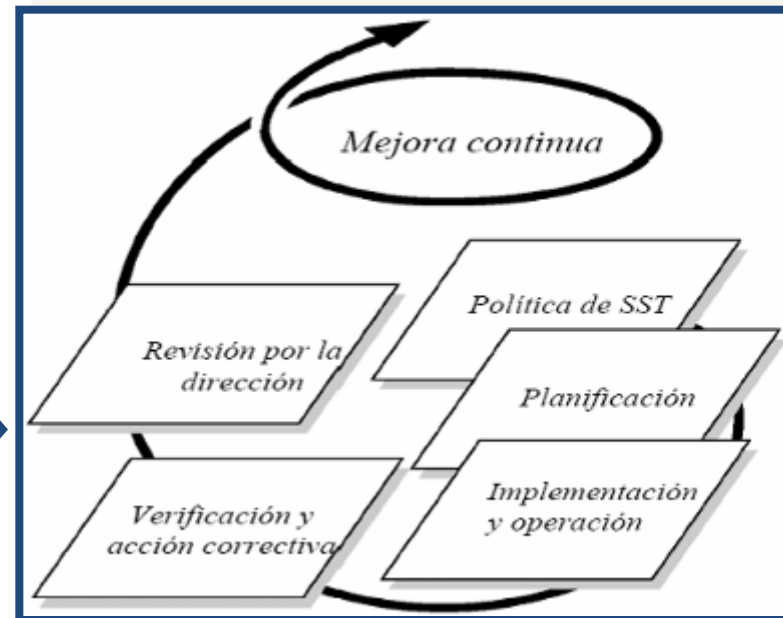 Mejora continua
Política de SST
Planificación
Implementación
y operación
Verificación y
acción correctiva
Revisión por la
dirección